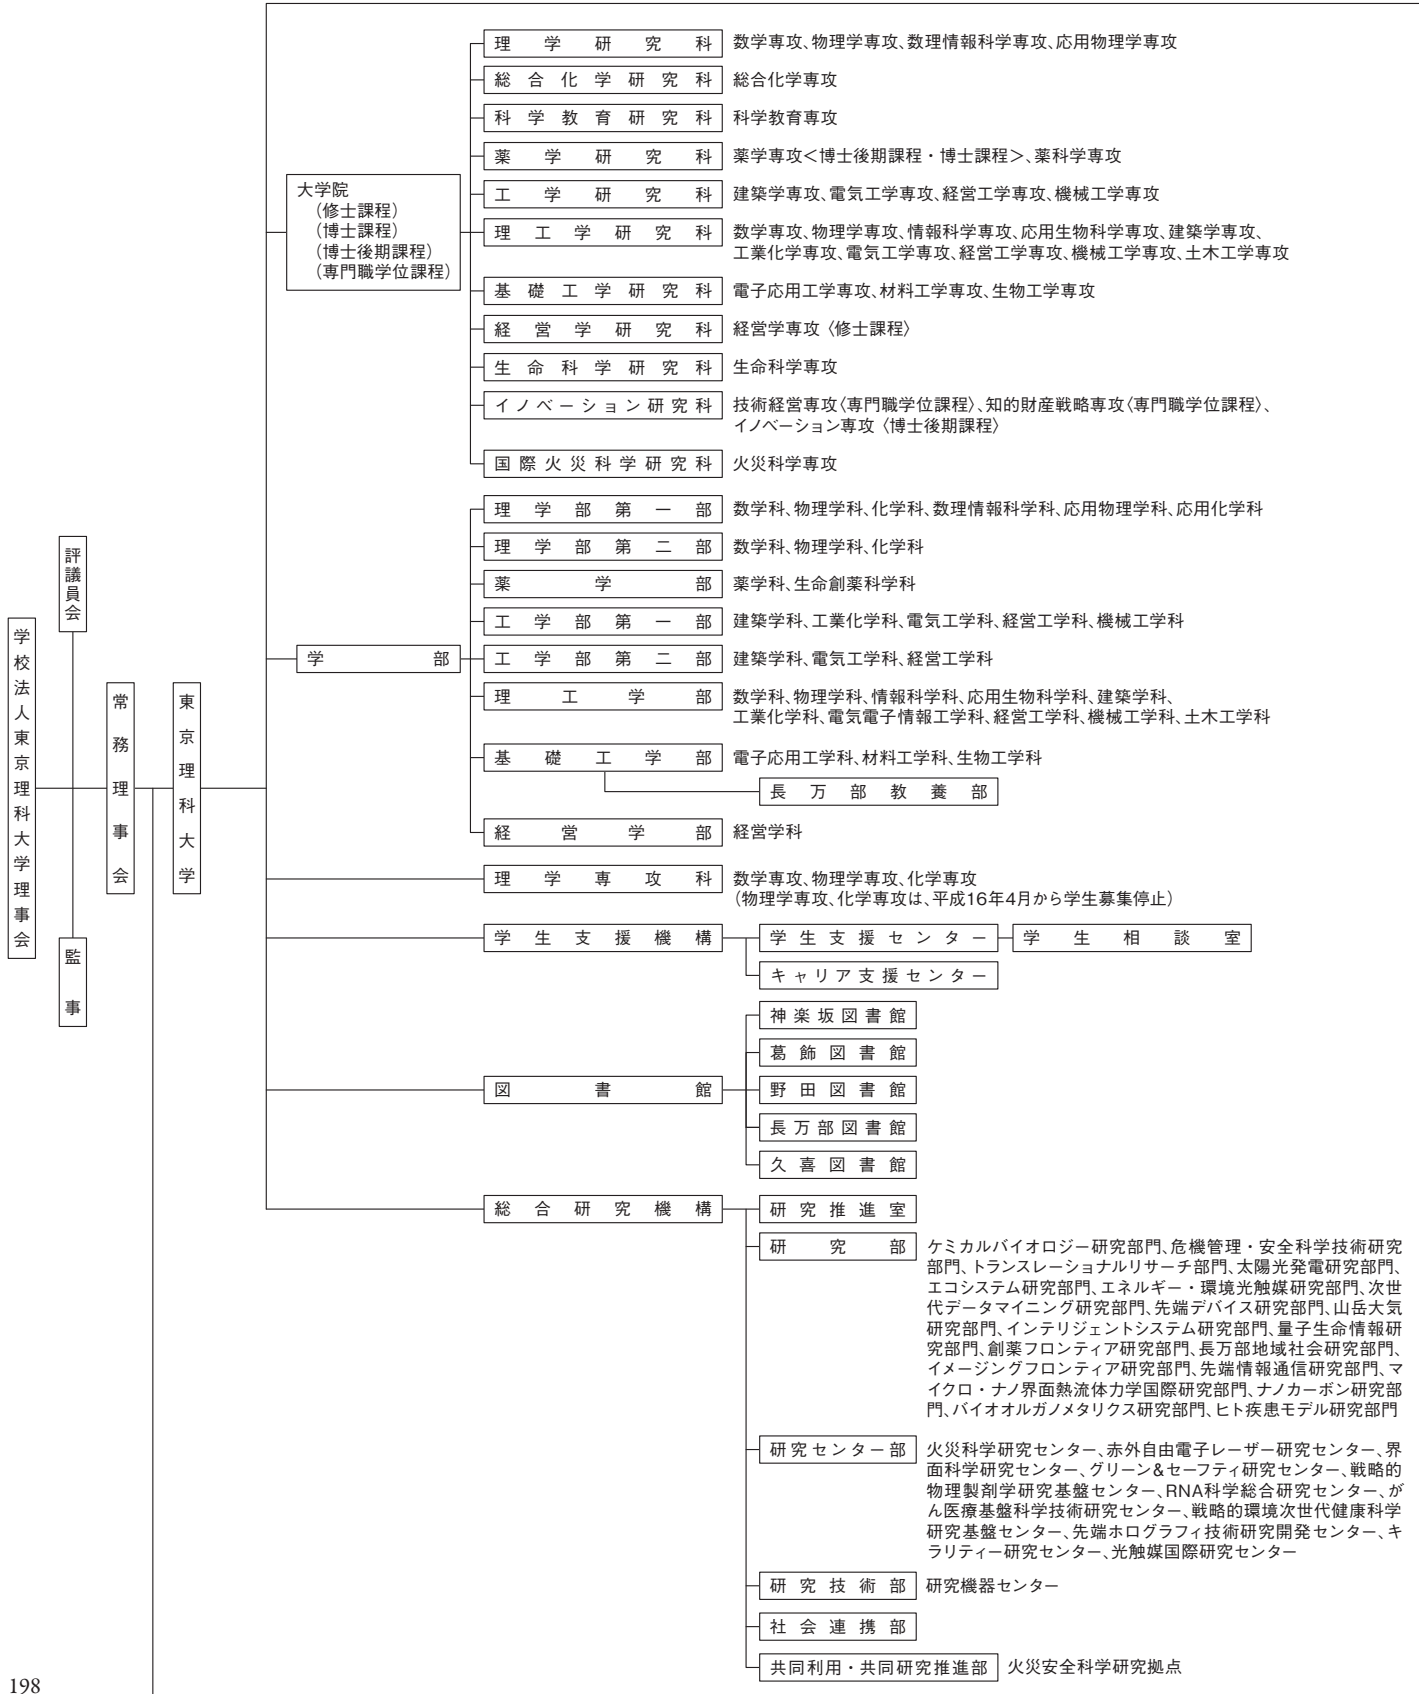 学校法人東京理科大学理事会
評議員会
監事
常務理事会
東京理科大学
大学院
(修士課程)
(博士課程)
(博士後期課程)
(専門職学位課程)
理学研究科 数学専攻、物理学専攻、数理情報科学専攻、応用物理学専攻
総合化学研究科 総合化学専攻
科学教育研究科 科学教育専攻
薬学研究科 薬学専攻<博士後期課程・博士課程>、薬科学専攻
工学研究科 建築学専攻、電気工学専攻、経営工学専攻、機械工学専攻
理工学研究科 数学専攻、物理学専攻、情報科学専攻、応用生物科学専攻、建築学専攻、
工業化学専攻、電気工学専攻、経営工学専攻、機械工学専攻、土木工学専攻
基礎工学研究科 電子応用工学専攻、材料工学専攻、生物工学専攻
経営学研究科 経営学専攻〈修士課程〉
生命科学研究科 生命科学専攻
イノベーション研究科 技術経営専攻〈専門職学位課程〉、知的財産戦略専攻〈専門職学位課程〉、
イノベーション専攻〈博士後期課程〉
国際火災科学研究科 火災科学専攻
学部
理学部第一部 数学科、物理学科、化学科、数理情報科学科、応用物理学科、応用化学科
理学部第二部 数学科、物理学科、化学科
薬学部 薬学科、生命創薬科学科
工学部第一部 建築学科、工業化学科、電気工学科、経営工学科、機械工学科
工学部第二部 建築学科、電気工学科、経営工学科
理工学部 数学科、物理学科、情報科学科、応用生物科学科、建築学科、
工業化学科、電気電子情報工学科、経営工学科、機械工学科、土木工学科
基礎工学部 電子応用工学科、材料工学科、生物工学科
長万部教養部
経営学部 経営学科
理学専攻科 数学専攻、物理学専攻、化学専攻
(物理学専攻、化学専攻は、平成16年4月から学生募集停止)
学生支援機構 学生支援センター 学生相談室
キャリア支援センター
図書館
神楽坂図書館
葛飾図書館
野田図書館
長万部図書館
久喜図書館
総合研究機構 研究推進室
研究部 ケミカルバイオロジー研究部門、危機管理・安全科学技術研究
部門、トランスレーショナルリサーチ部門、太陽光発電研究部門、
エコシステム研究部門、エネルギー・環境光触媒研究部門、次世
代データマイニング研究部門、先端デバイス研究部門、山岳大気
研究部門、インテリジェントシステム研究部門、量子生命情報研
究部門、創薬フロンティア研究部門、長万部地域社会研究部門、
イメージングフロンティア研究部門、先端情報通信研究部門、マ
イクロ・ナノ界面熱流体力学国際研究部門、ナノカーボン研究部
門、バイオオルガノメタリクス研究部門、ヒト疾患モデル研究部門
研究センター部 火災科学研究センター、赤外自由電子レーザー研究センター、界
面科学研究センター、グリーン&セーフティ研究センター、戦略的
物理製剤学研究基盤センター、RNA科学総合研究センター、が
ん医療基盤科学技術研究センター、戦略的環境次世代健康科学
研究基盤センター、先端ホログラフィ技術研究開発センター、キ
ラリティー研究センター、光触媒国際研究センター
研究技術部 研究機器センター
社会連携部
共同利用・共同研究推進部 火災安全科学研究拠点
198